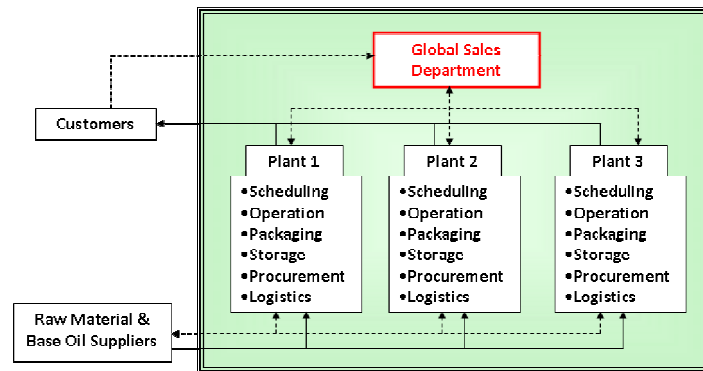 Global Sales
Department
Customers
Plant 1
•Scheduling
•Operation
•Packaging
•Storage
•Procurement
•Logistics
Plant 2
•Scheduling
•Operation
•Packaging
•Storage
•Procurement
•Logistics
Plant 3
•Scheduling
•Operation
•Packaging
•Storage
•Procurement
•Logistics
Raw Material &
Base Oil Suppliers